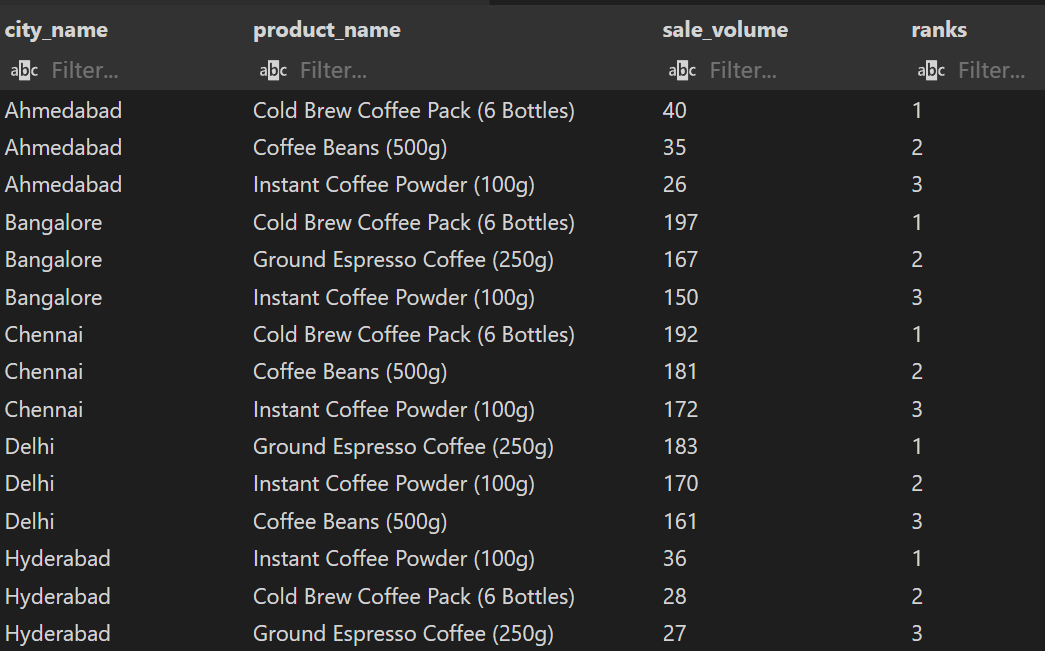 city_name product_name sale_volume ranks
abc Filter... abc Filter... abc Filter... abc Filter...
Ahmedabad Cold Brew Coffee Pack (6 Bottles) 40 1
Ahmedabad Coffee Beans (500g) 35 2
Ahmedabad Instant Coffee Powder (100g) 26 3
Bangalore Cold Brew Coffee Pack (6 Bottles) 197 1
Bangalore Ground Espresso Coffee (250g) 167 2
Bangalore Instant Coffee Powder (100g) 150 3
Chennai Cold Brew Coffee Pack (6 Bottles) 192 1
Chennai Coffee Beans (500g) 181 2
Chennai Instant Coffee Powder (100g) 172 3
Delhi Ground Espresso Coffee (250g) 183 1
Delhi Instant Coffee Powder (100g) 170 2
Delhi Coffee Beans (500g) 161 3
Hyderabad Instant Coffee Powder (100g) 36 1
Hyderabad Cold Brew Coffee Pack (6 Bottles) 28 2
Hyderabad Ground Espresso Coffee (250g) 27 3